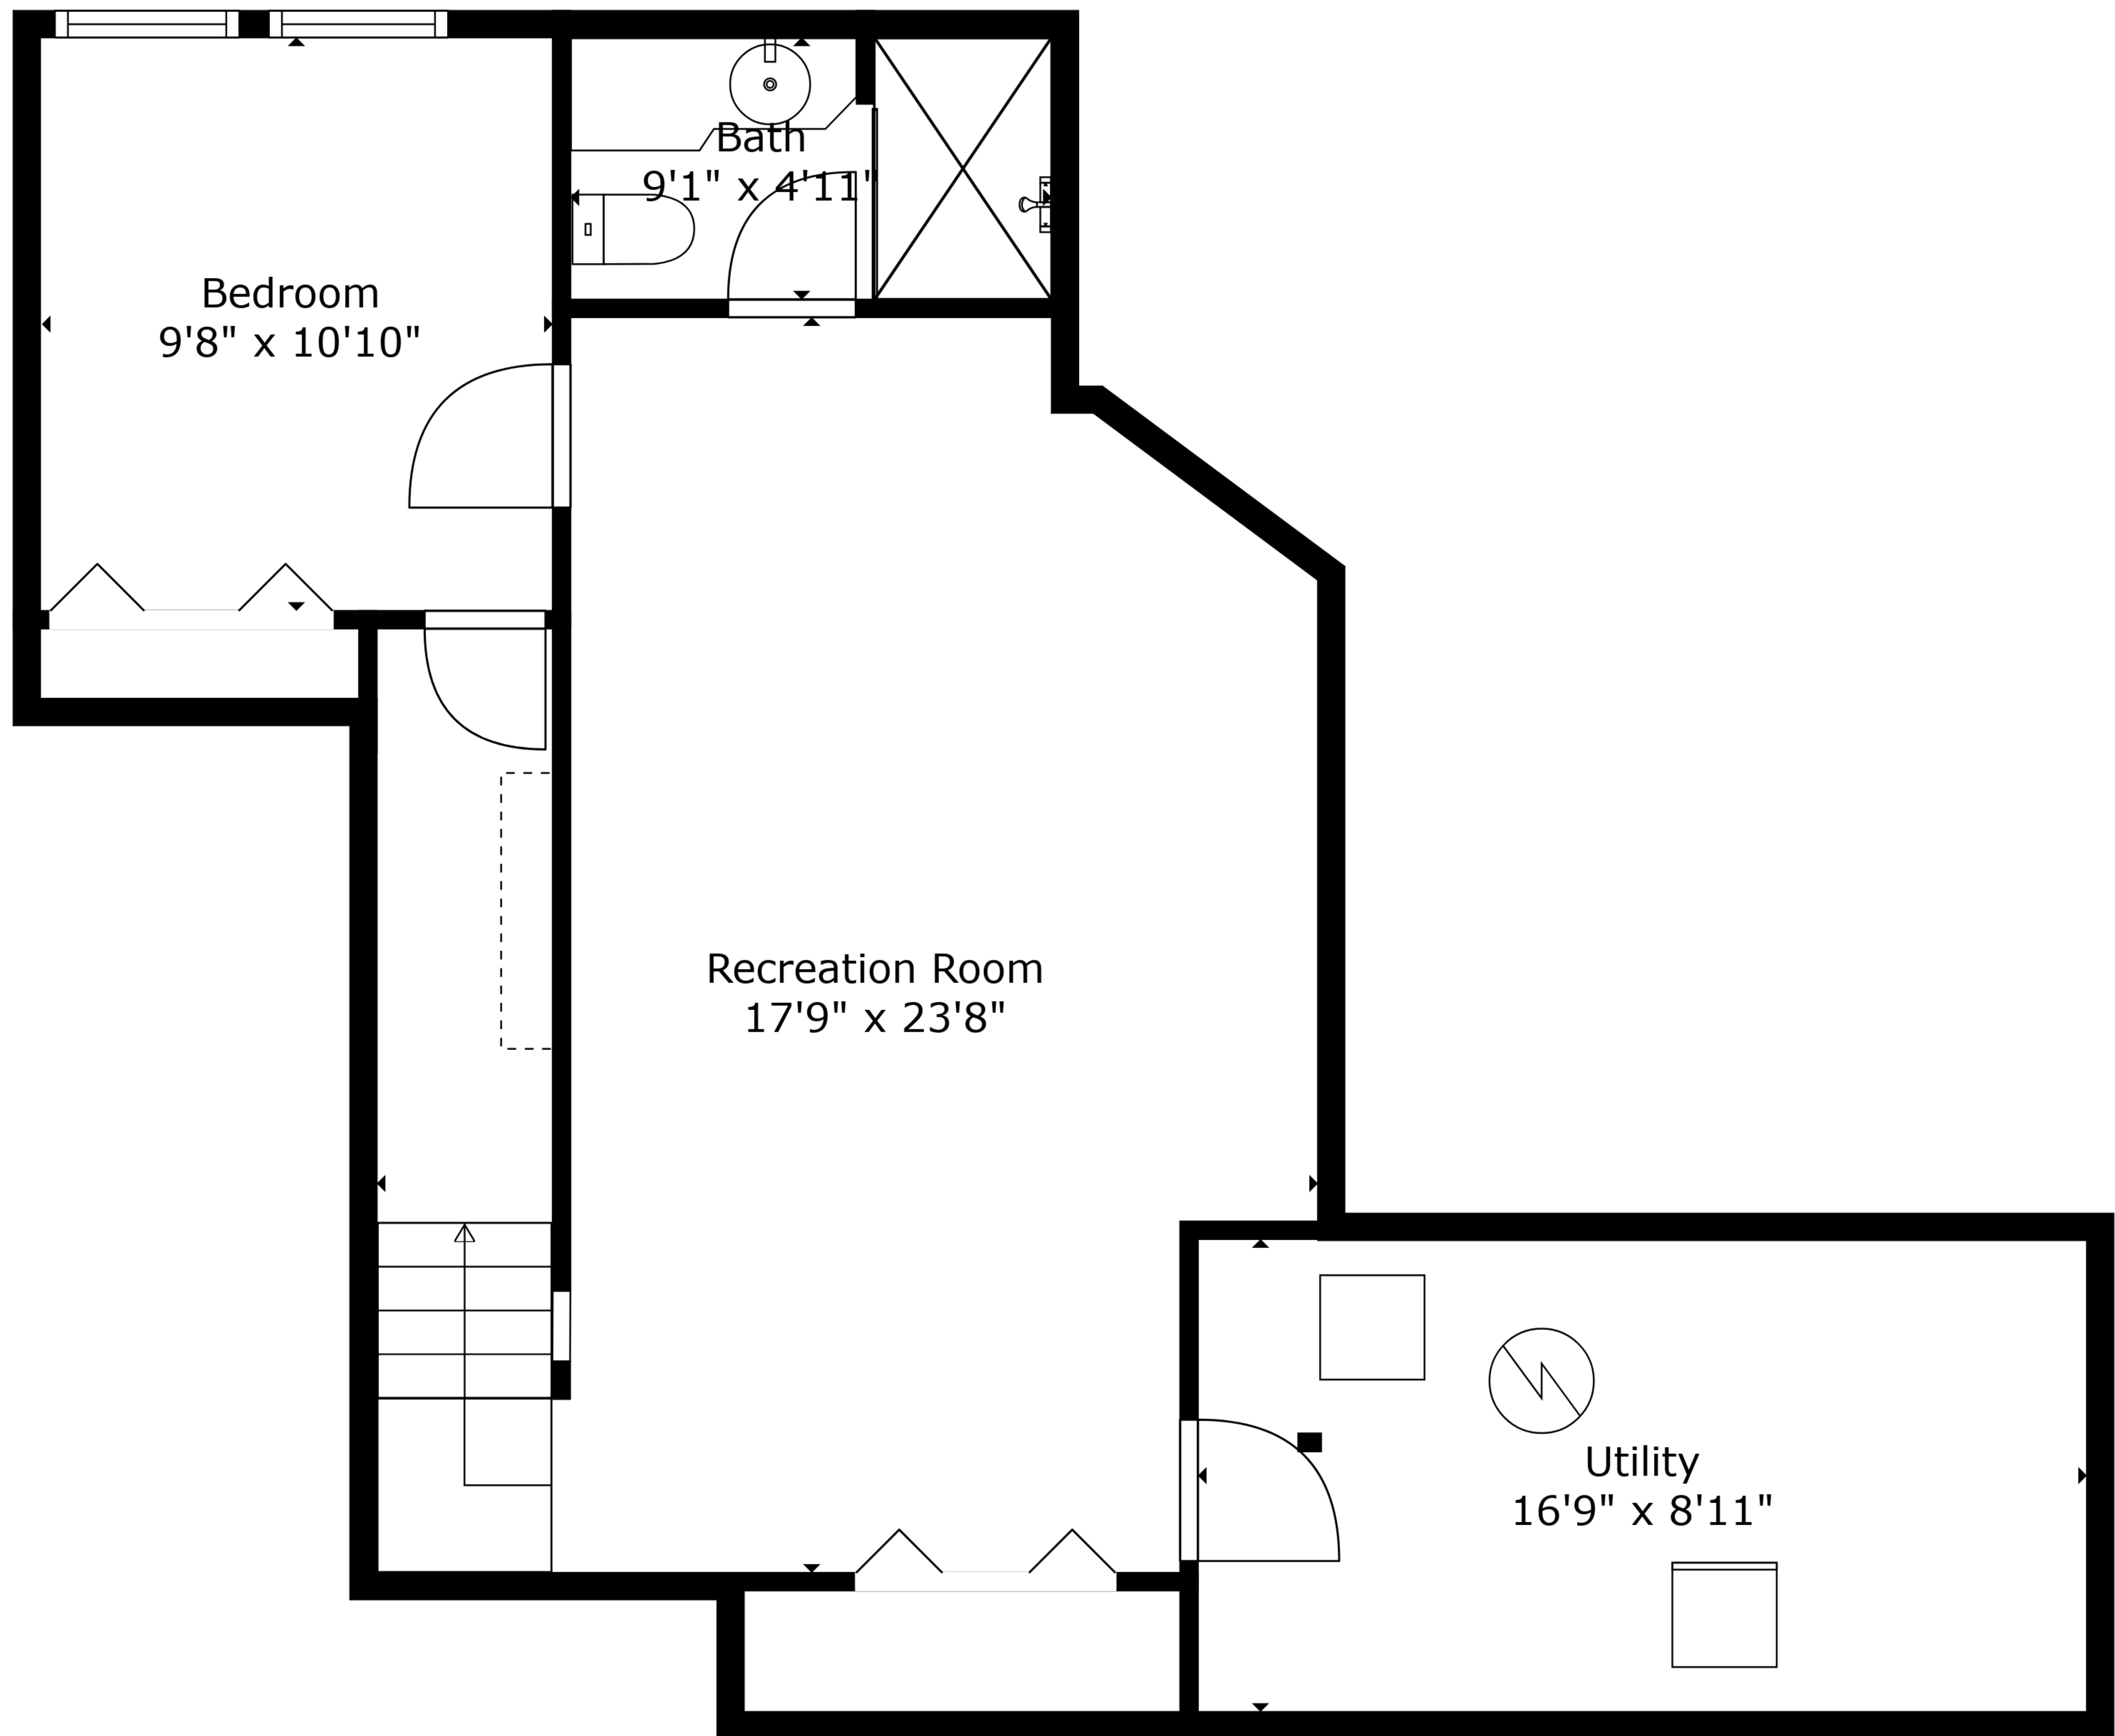 Bath
9'1" x 4'11"
Bedroom
9'8" x 10'10"
Recreation Room
17'9" x 23'8"
Utility
16'9" x 8'11"